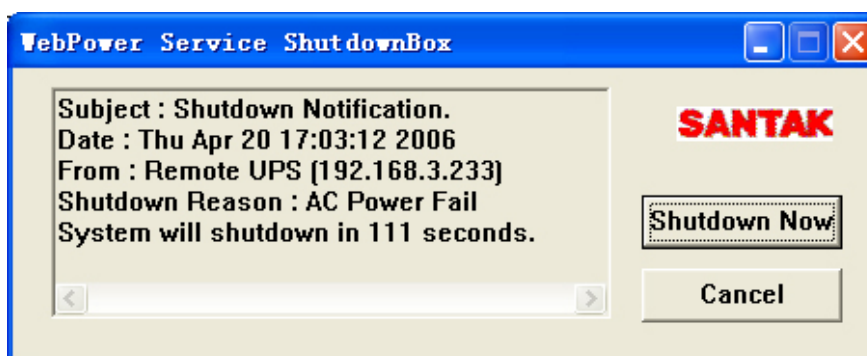 WebPower Service ShutdownBox
Subject : Shutdown Notification.
Date : Thu Apr 20 17:03:12 2006
From : Remote UPS (192.168.3.233)
Shutdown Reason : AC Power Fail
System will shutdown in 111 seconds.
SANTAK
Shutdown Now
Cancel